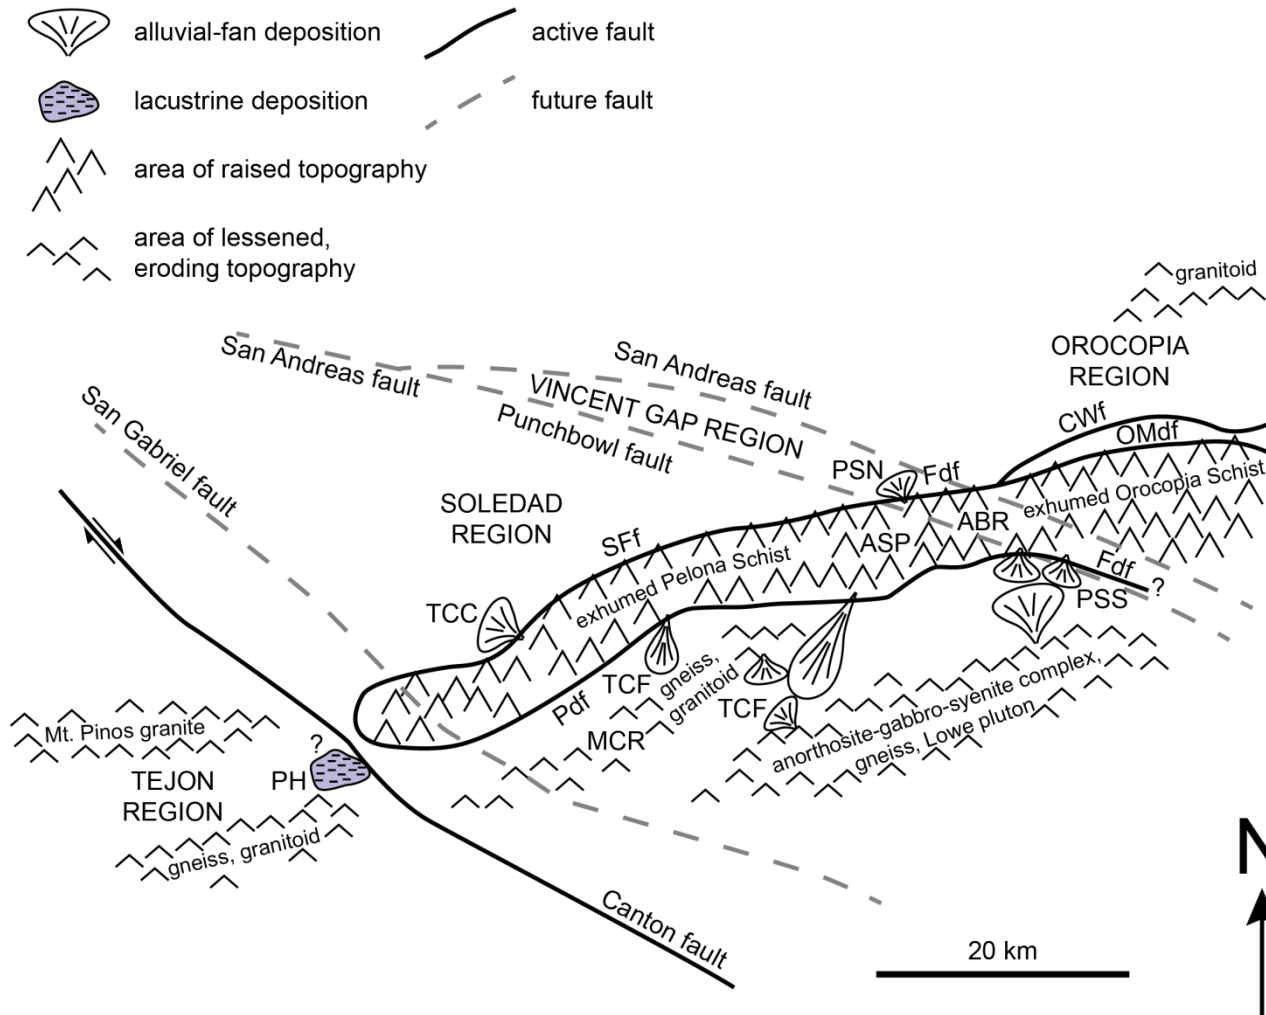 alluvial-fan deposition
active fault
lacustrine deposition
future fault
area of raised topography
area of lessened,
eroding topography
granitoid
OROCOPIA
REGION
San Andreas fault
San Andreas fault
VINCENT GAP REGION
Punchbowl fault
San Gabriel fault
CWf
OMdf
PSN
Fdf
exhumed Orocopia Schist
SOLEDAD
REGION
SFf
ABR
ASP
exhumed Pelona Schist
Fdf
?
PSS
TCC
TCF
gneiss,
granitoid
TCF
Pdf
MCR
anorthosite-gabbro-syenite complex,
gneiss, Lowe pluton
Mt. Pinos granite
?
PH
TEJON
REGION
gneiss, granitoid
Canton fault
20 km
N